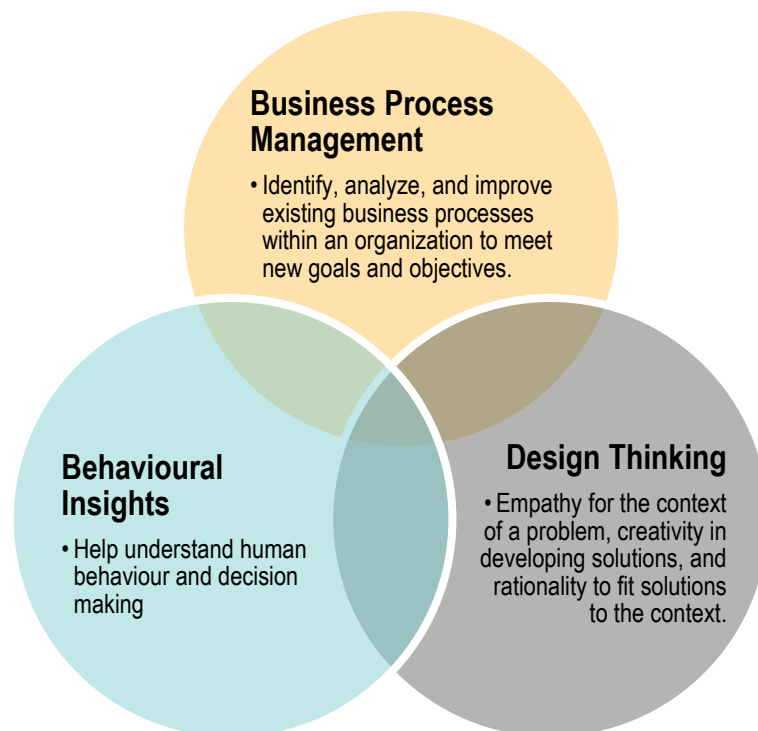 Business Process
Management
• Identify, analyze, and improve
existing business processes
within an organization to meet
new goals and objectives.
Behavioural
Insights
• Help understand human
behaviour and decision
making
Design Thinking
• Empathy for the context
of a problem, creativity in
developing solutions, and
rationality to fit solutions
to the context.